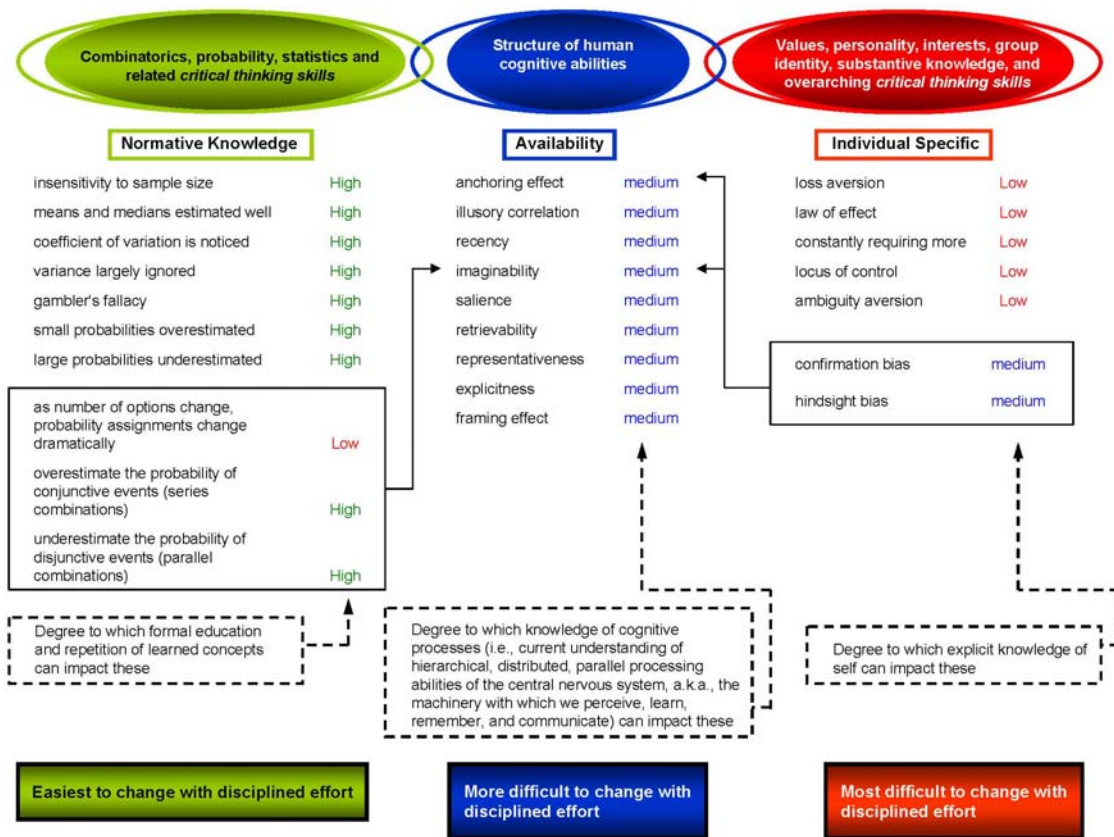 Combinatorics, probability, statistics and
related critical thinking skills
Structure of human
cognitive abilities
Values, personality, interests, group
identity, substantive knowledge, and
overarching critical thinking skills
Normative Knowledge
insensitivity to sample size High
means and medians estimated well High
coefficient of variation is noticed High
variance largely ignored High
gambler's fallacy High
small probabilities overestimated High
large probabilities underestimated High
as number of options change,
probability assignments change
dramatically Low
overestimate the probability of
conjunctive events (series
combinations) High
underestimate the probability of
disjunctive events (parallel
combinations) High
Degree to which formal education
and repetition of learned concepts
can impact these
Availability
anchoring effect medium
illusory correlation medium
recency medium
imaginability medium
salience medium
retrievability medium
representativeness medium
explicitness medium
framing effect medium
Degree to which knowledge of cognitive
processes (i.e., current understanding of
hierarchical, distributed, parallel processing
abilities of the central nervous system, a.k.a., the
machinery with which we perceive, learn,
remember, and communicate) can impact these
Individual Specific
loss aversion Low
law of effect Low
constantly requiring more Low
locus of control Low
ambiguity aversion Low
confirmation bias medium
hindsight bias medium
Degree to which explicit knowledge of
self can impact these
Easiest to change with disciplined effort
More difficult to change with
disciplined effort
Most difficult to change with
disciplined effort